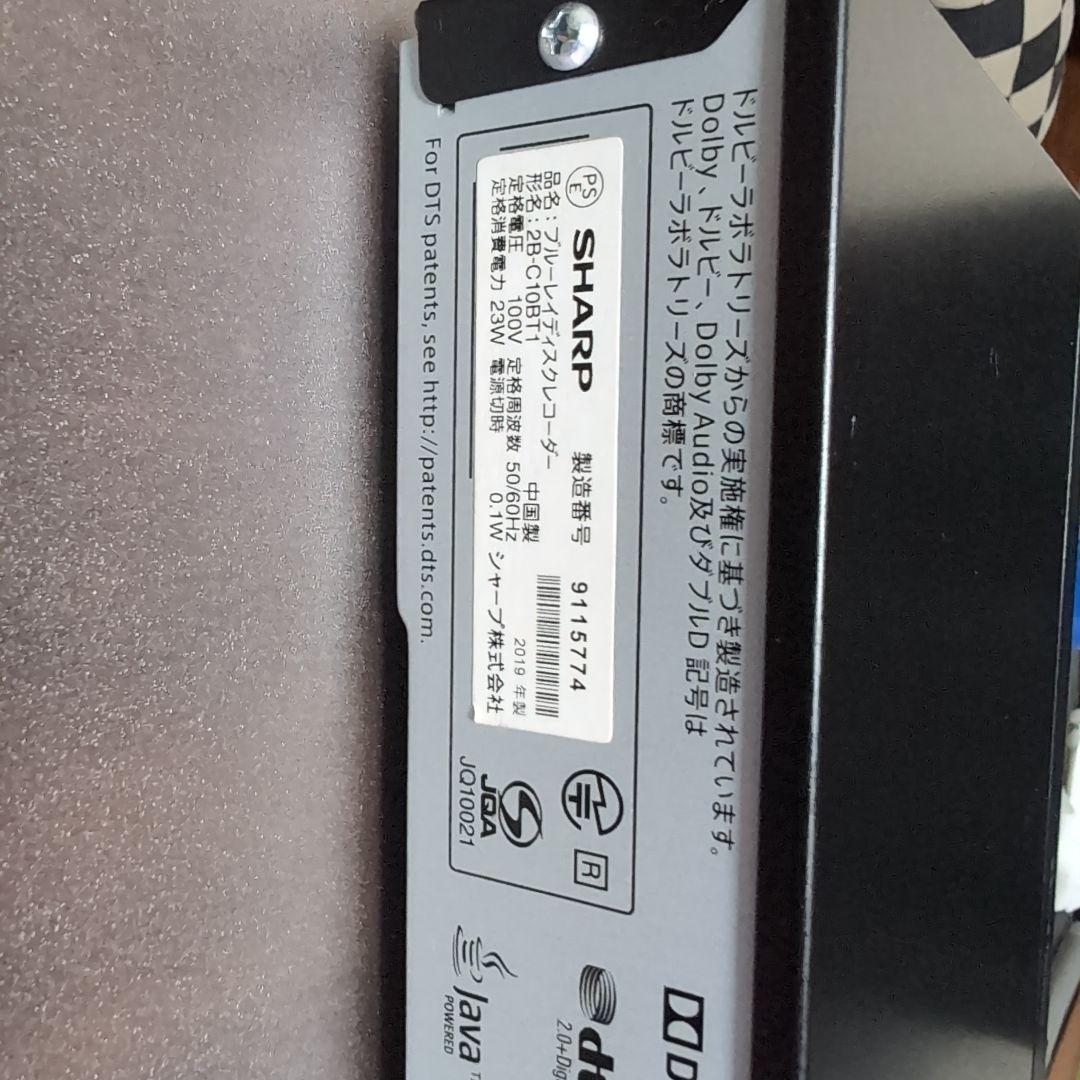 ドルビーラボラトリーズからの実施権に基づき製造されています。
Dolby、ドルビー、Dolby Audio及びダブルD 記号は
ドルビーラボラトリーズの商標です。
PS
E
SHARP 製造番号 9115774
品名：ブルーレイディスクレコーダー
形名：2B-C10BT1 中国製
定格電圧 100V 定格周波数 50/60Hz
定格消費電力 23W 電源切時 0.1W シャープ株式会社
2019 年製
R
JQA
JQ10021
For DTS patents, see http://patents.dts.com.
2.0+Dig
Java
POWERED